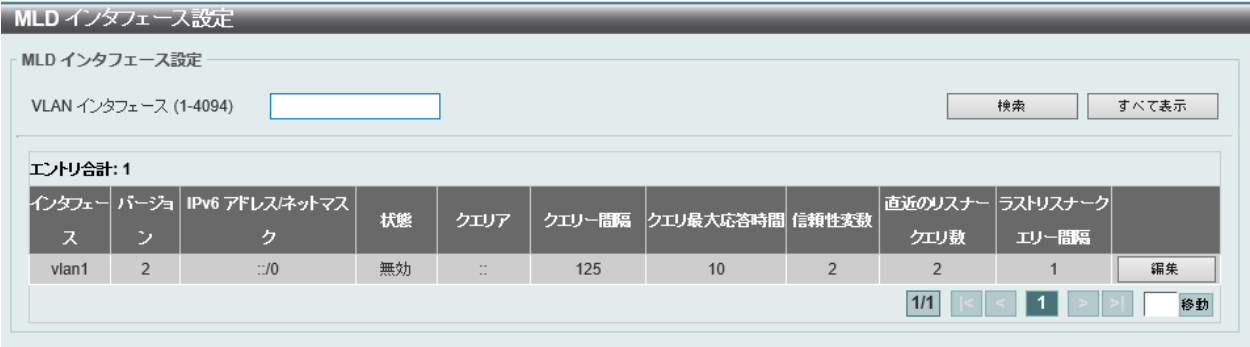 MLD インタフェース設定
MLD インタフェース設定
VLAN インタフェース (1-4094)
検索
すべて表示
エントリ合計: 1
インタフェース バージョン IPv6 アドレス/ネットマスク 状態 クエリア クエリー間隔 クエリ最大応答時間 信頼性変数 直近のリスナークエリ数 ラストリスナークエリー間隔
vlan1 2 ::/0 無効 :: 125 10 2 2 1 編集
1/1 |< < 1 > >| 移動